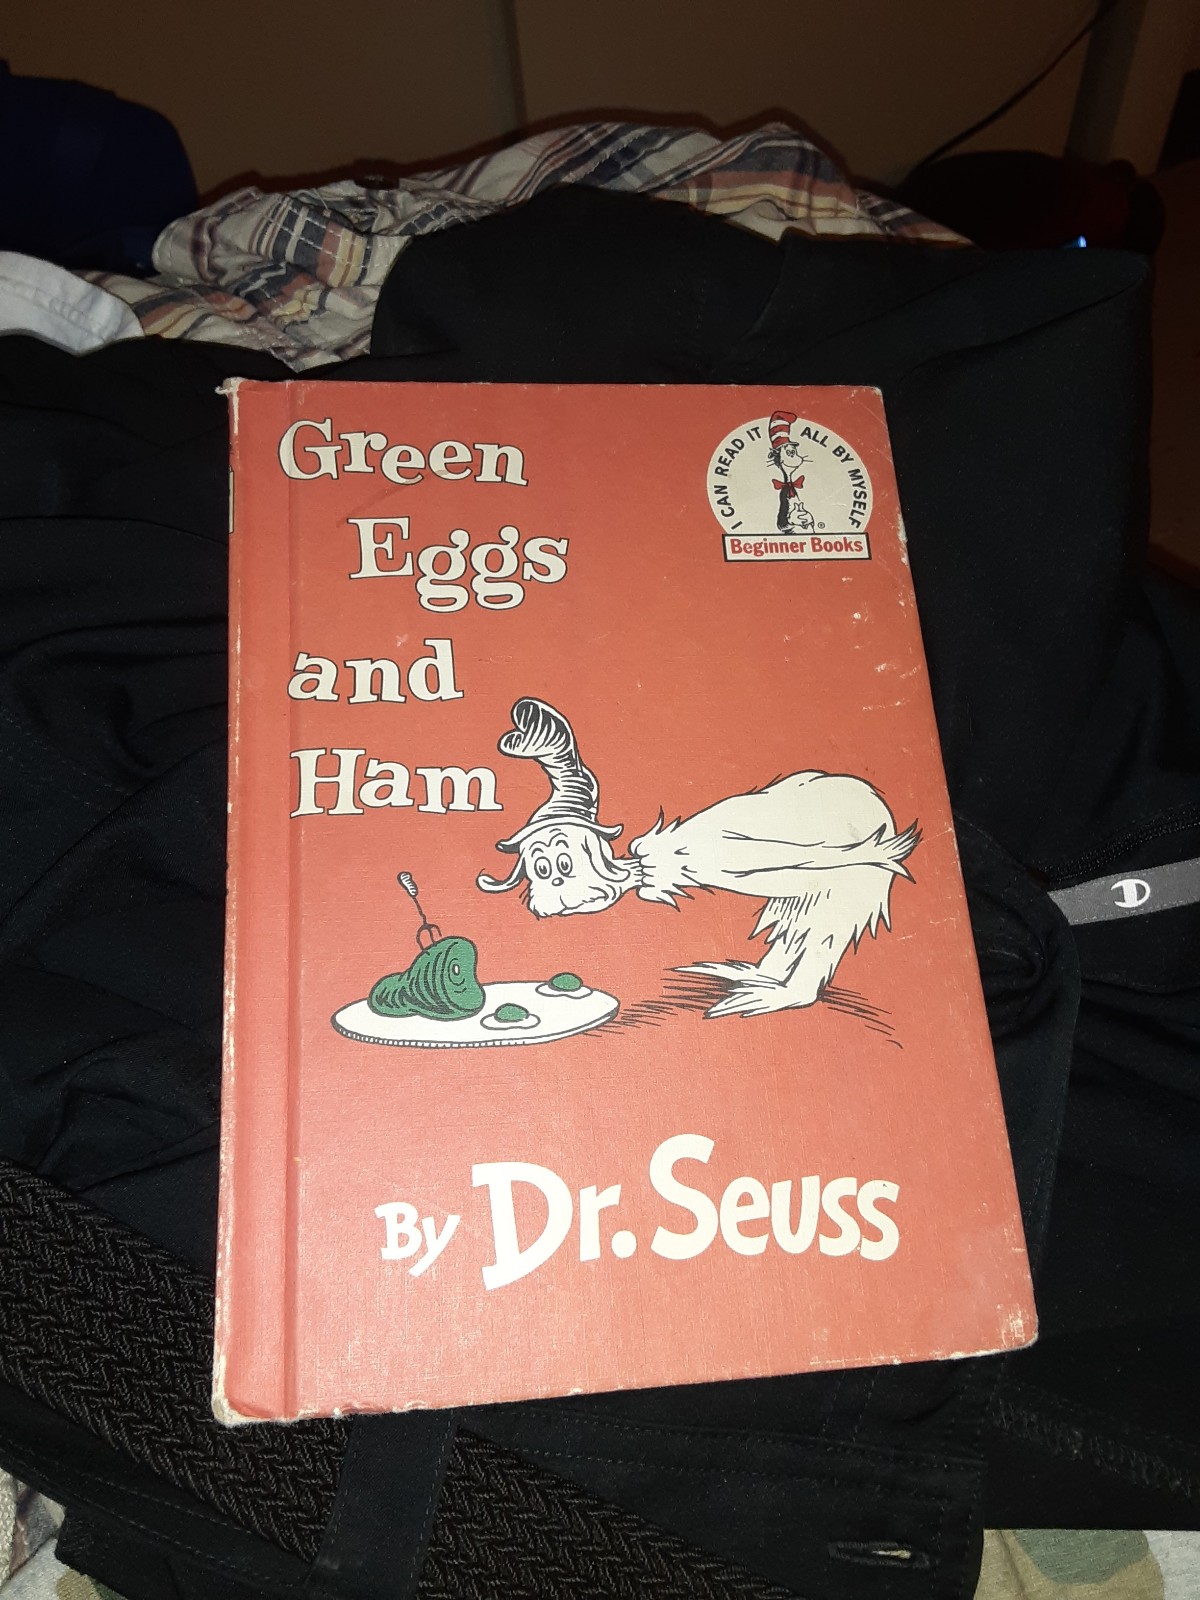 Green
Eggs
and
Ham
I CAN READ IT ALL BY MYSELF
®
Beginner Books
By Dr. Seuss